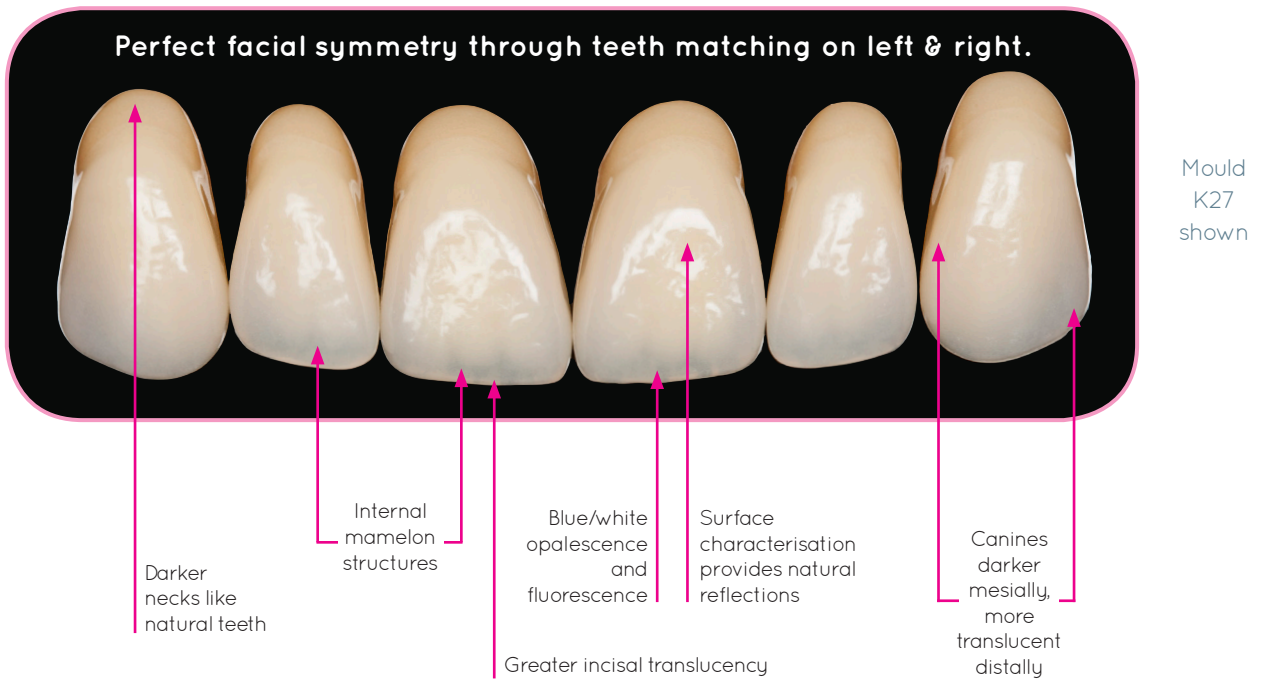 Perfect facial symmetry through teeth matching on left & right.
Mould
K27
shown
Internal
mamelon
structures
Darker
necks like
natural teeth
Blue/white
opalescence
and
fluorescence
Surface
characterisation
provides natural
reflections
Greater incisal translucency
Canines
darker
mesially,
more
translucent
distally